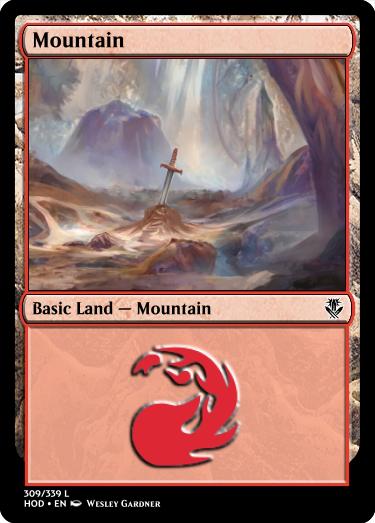 Mountain
Basic Land — Mountain
309/339 L
HOD • EN Wesley Gardner